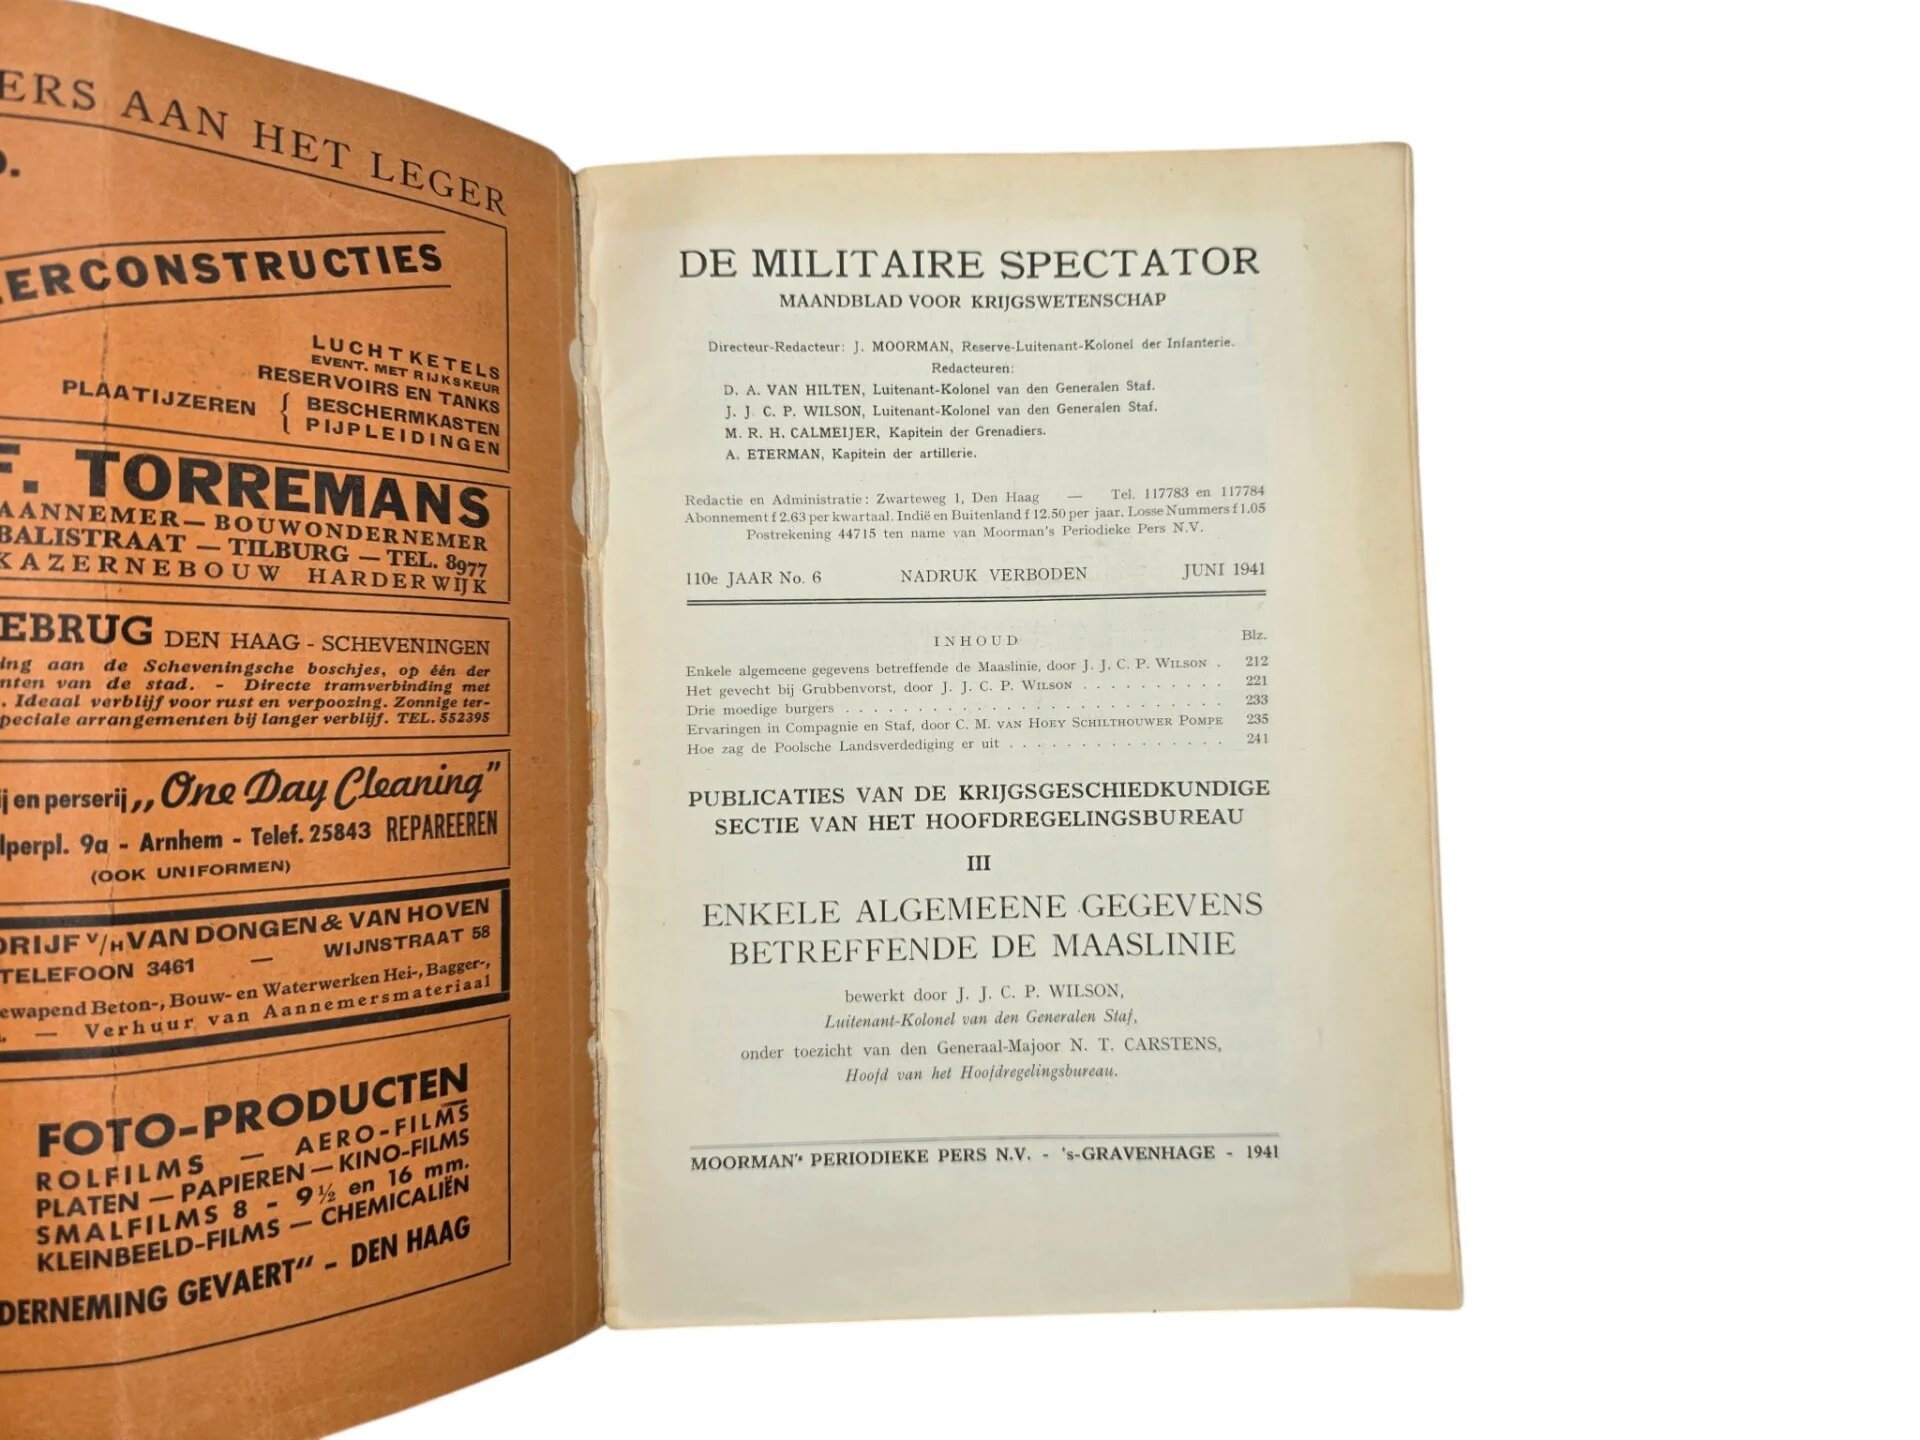 AAN HET LEGER
LUCHTKETELS
EVENT. MET RIJKSKEUR
RESERVOIRS EN TANKS
PLAATIJZEREN { BESCHERMKASTEN
PIJPLEIDINGEN
F. TORREMANS
AANNEMER — BOUWONDERNEMER
BALISTRAAT — TILBURG — TEL. 8977
KAZERNEBOUW HARDERWIJK
DEN HAAG - SCHEVENINGEN
aan de Scheveningsche boschjes, op één der
van de stad. - Directe tramverbinding met
. Ideaal verblijf voor rust en verpoozing. Zonnige ter-
arrangementen bij langer verblijf. TEL. 552395
en perserij „One Day Cleaning”
9a - Arnhem - Telef. 25843 REPAREEREN
(OOK UNIFORMEN)
V/H VAN DONGEN & VAN HOVEN
TELEFOON 3461 — WIJNSTRAAT 58
Beton-, Bouw- en Waterwerken Hei-, Bagger-,
— Verhuur van Aannemersmateriaal
FOTO-PRODUCTEN
ROLFILMS — AERO-FILMS
PLATEN — PAPIEREN — KINO-FILMS
SMALFILMS 8 - 9½ en 16 mm.
KLEINBEELD-FILMS — CHEMICALIËN
GEVAERT“ - DEN HAAG
DE MILITAIRE SPECTATOR
MAANDBLAD VOOR KRIJGSWETENSCHAP
Directeur-Redacteur: J. MOORMAN, Reserve-Luitenant-Kolonel der Infanterie.
Redacteuren:
D. A. VAN HILTEN, Luitenant-Kolonel van den Generalen Staf.
J. J. C. P. WILSON, Luitenant-Kolonel van den Generalen Staf.
M. R. H. CALMEIJER, Kapitein der Grenadiers.
A. ETERMAN, Kapitein der artillerie.
Redactie en Administratie: Zwarteweg 1, Den Haag — Tel. 117783 en 117784
Abonnement f 2.63 per kwartaal. Indië en Buitenland f 12.50 per jaar. Losse Nummers f 1.05
Postrekening 44715 ten name van Moorman's Periodieke Pers N.V.
110e JAAR No. 6 NADRUK VERBODEN JUNI 1941
INHOUD Blz.
Enkele algemeene gegevens betreffende de Maaslinie, door J. J. C. P. WILSON . 212
Het gevecht bij Grubbenvorst, door J. J. C. P. WILSON . . . . . . . . . . 221
Drie moedige burgers . . . . . . . . . . . . . . . . . . . . . . . . . . 233
Ervaringen in Compagnie en Staf, door C. M. VAN HOEY SCHILTHOUWER POMPE 235
Hoe zag de Poolsche Landsverdediging er uit . . . . . . . . . . . . . . . 241
PUBLICATIES VAN DE KRIJGSGESCHIEDKUNDIGE
SECTIE VAN HET HOOFDREGELINGSBUREAU
III
ENKELE ALGEMEENE GEGEVENS
BETREFFENDE DE MAASLINIE
bewerkt door J. J. C. P. WILSON,
Luitenant-Kolonel van den Generalen Staf,
onder toezicht van den Generaal-Majoor N. T. CARSTENS,
Hoofd van het Hoofdregelingsbureau.
MOORMAN's PERIODIEKE PERS N.V. - 's-GRAVENHAGE - 1941